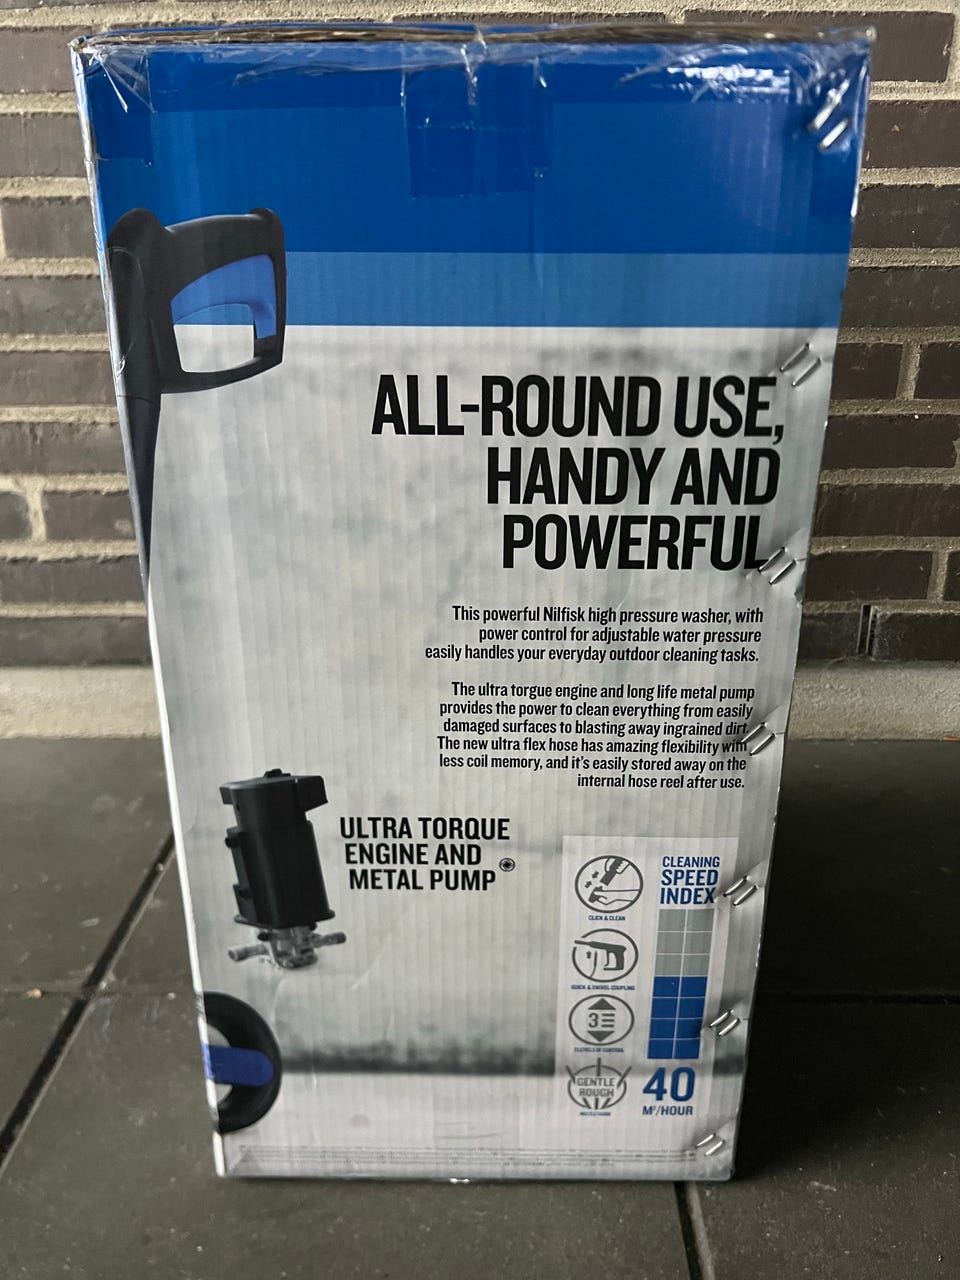 ALL-ROUND USE,
HANDY AND
POWERFUL
This powerful Nilfisk high pressure washer, with
power control for adjustable water pressure
easily handles your everyday outdoor cleaning tasks.
The ultra torgue engine and long life metal pump
provides the power to clean everything from easily
damaged surfaces to blasting away ingrained dirt.
The new ultra flex hose has amazing flexibility with
less coil memory, and it's easily stored away on the
internal hose reel after use.
ULTRA TORQUE
ENGINE AND
METAL PUMP
CLICK & CLEAN
QUICK & SWIVEL COUPLING
3
GENTLE
ROUGH
CLEANING
SPEED
INDEX
40
M²/HOUR